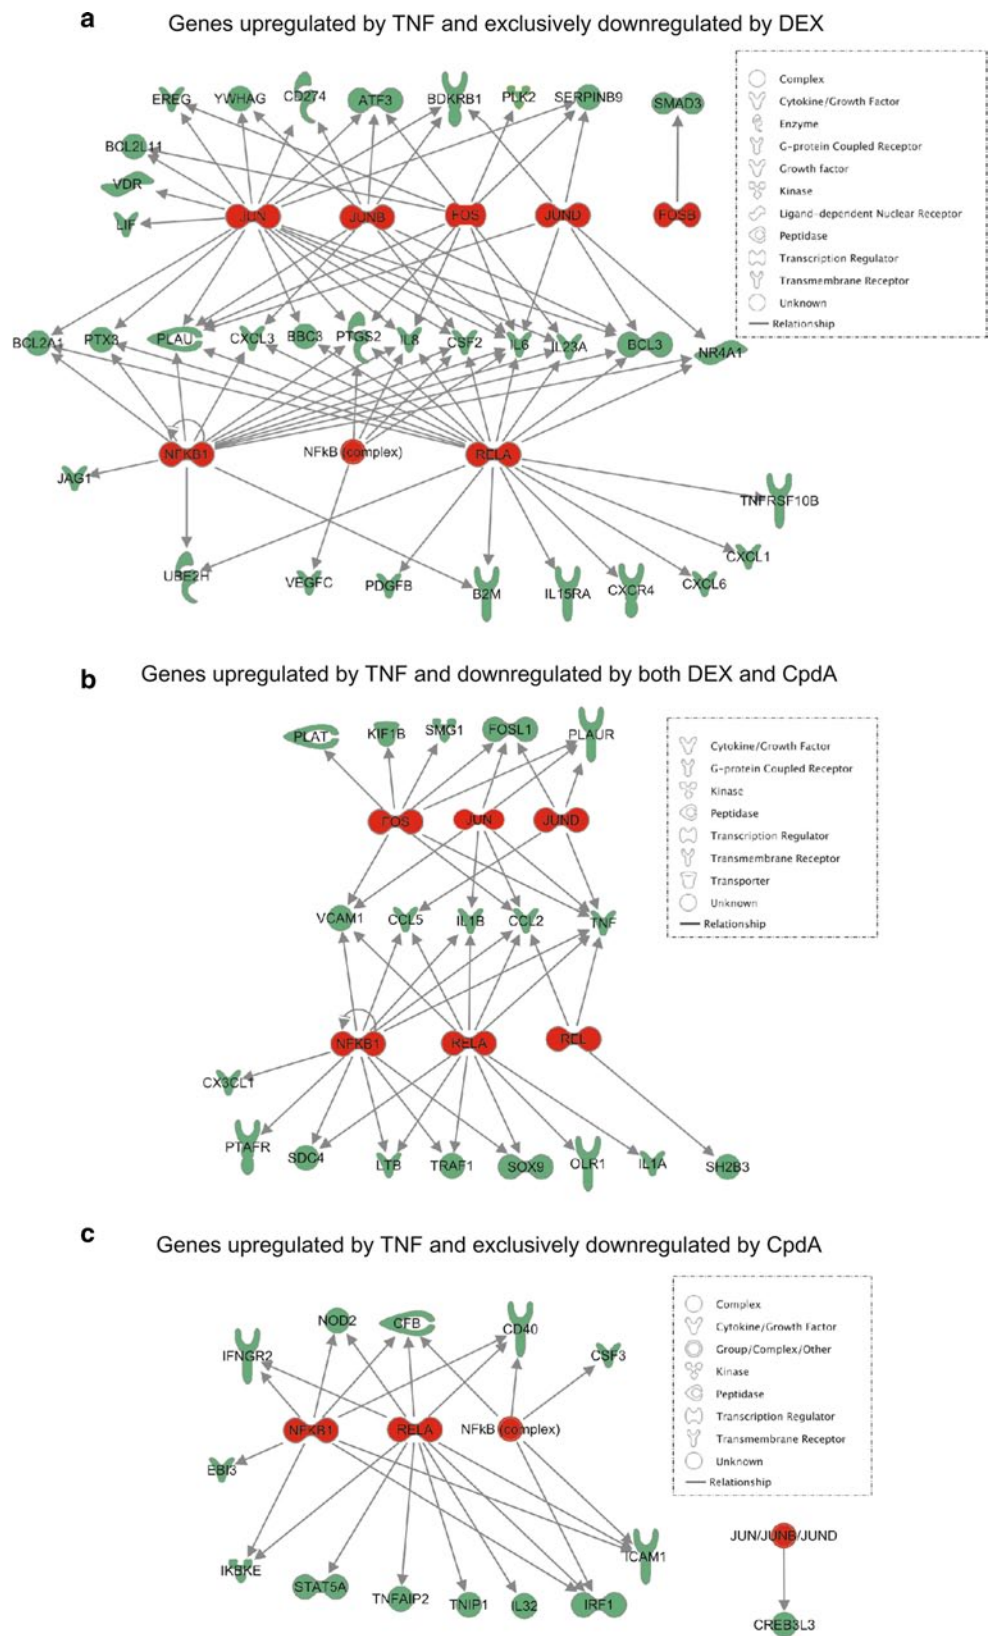 a
Genes upregulated by TNF and exclusively downregulated by DEX
EREG YWHAG CD274 ATF3 BDKRB1 PLK2 SERPINB9 SMAD3
BCL2L11
VDR
LIF JUN JUNB FOS JUND FOSB
BCL2A1 PTX3 PLAU CXCL3 BBC3 PTGS2 IL8 CSF2 IL6 IL23A BCL3 NR4A1
NFKB1 NFkB (complex) RELA
JAG1
TNFRSF10B
CXCL1
UBE2H VEGFC PDGFB B2M IL15RA CXCR4 CXCL6
Complex
Cytokine/Growth Factor
Enzyme
G-protein Coupled Receptor
Growth factor
Kinase
Ligand-dependent Nuclear Receptor
Peptidase
Transcription Regulator
Transmembrane Receptor
Unknown
Relationship
b
Genes upregulated by TNF and downregulated by both DEX and CpdA
PLAT KIF1B SMG1 FOSL1 PLAUR
FOS JUN JUND
VCAM1 CCL5 IL1B CCL2 TNF
NFKB1 RELA REL
CX3CL1
PTAFR SDC4 LTB TRAF1 SOX9 OLR1 IL1A SH2B3
Cytokine/Growth Factor
G-protein Coupled Receptor
Kinase
Peptidase
Transcription Regulator
Transmembrane Receptor
Transporter
Unknown
Relationship
c
Genes upregulated by TNF and exclusively downregulated by CpdA
IFNGR2 NOD2 CFB CD40 CSF3
NFKB1 RELA NFkB (complex)
EBI3
IKBKE STAT5A TNFAIP2 TNIP1 IL32 IRF1 ICAM1
Complex
Cytokine/Growth Factor
Group/Complex/Other
Kinase
Peptidase
Transcription Regulator
Transmembrane Receptor
Unknown
Relationship
JUN/JUNB/JUND
CREB3L3